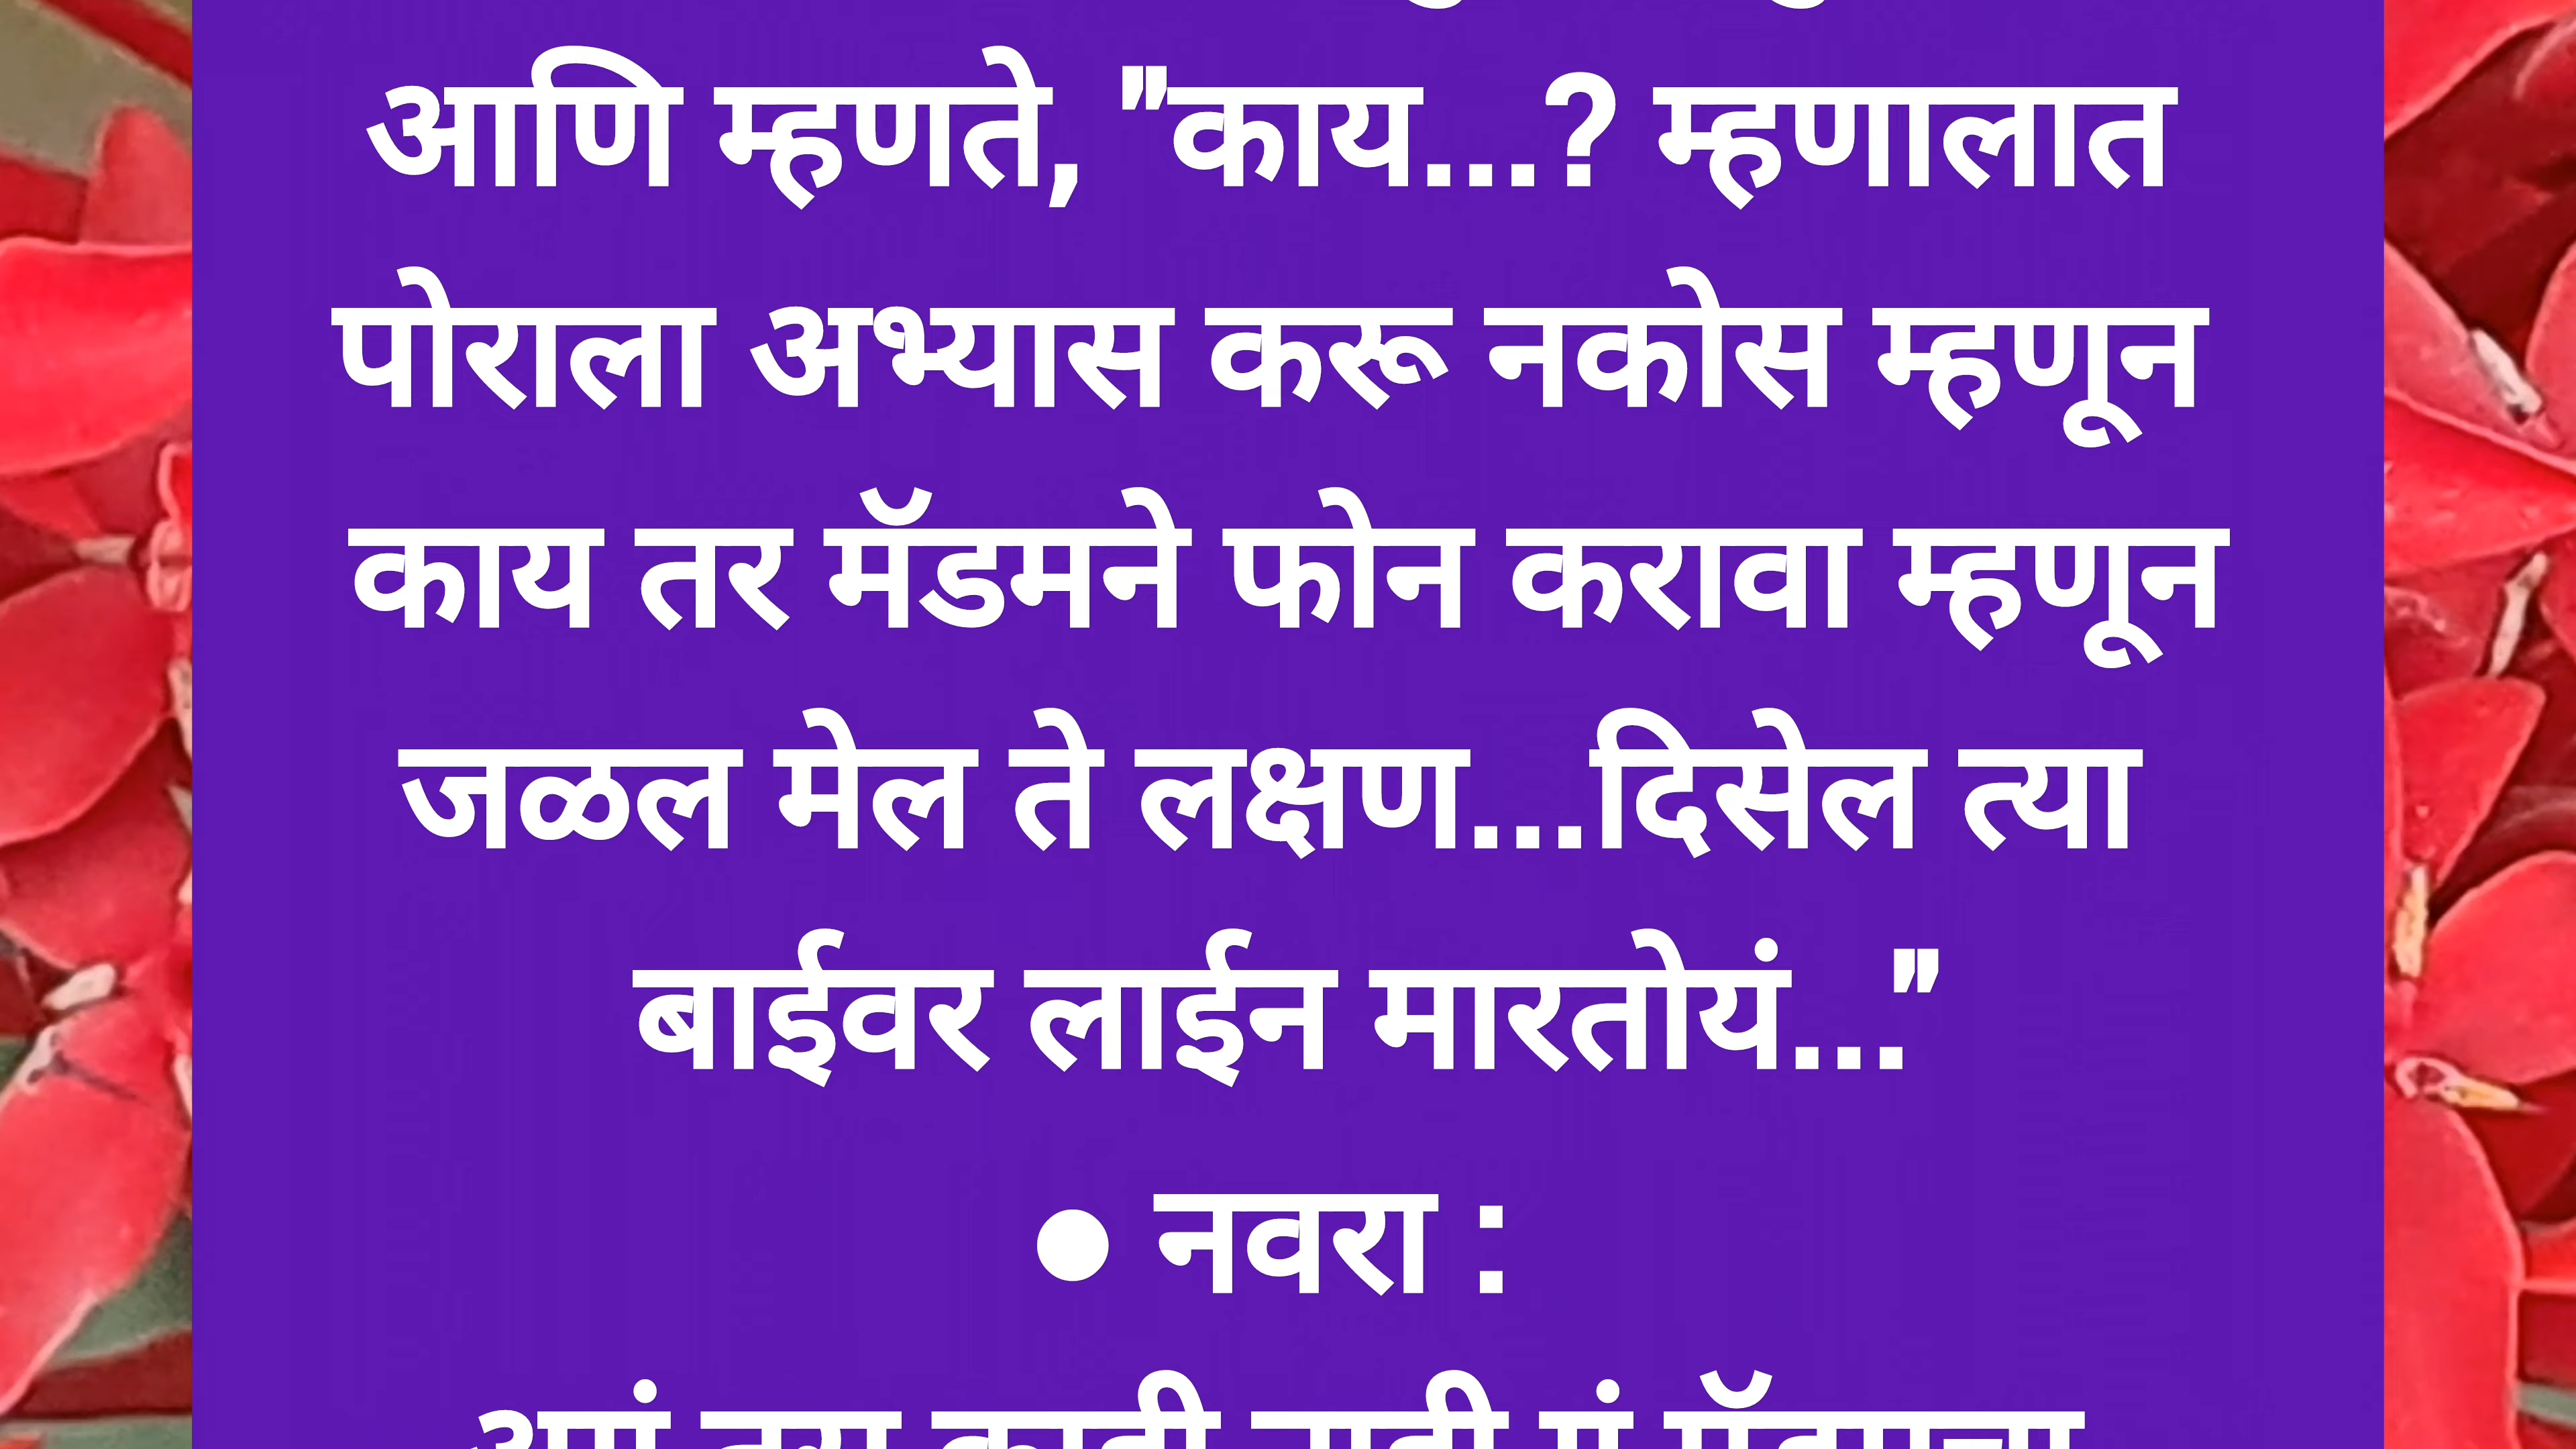 आणि म्हणते, "काय...? म्हणालात
पोराला अभ्यास करू नकोस म्हणून
काय तर मॅडमने फोन करावा म्हणून
जळल मेल ते लक्षण...दिसेल त्या
बाईवर लाईन मारतोयं..."
● नवरा :